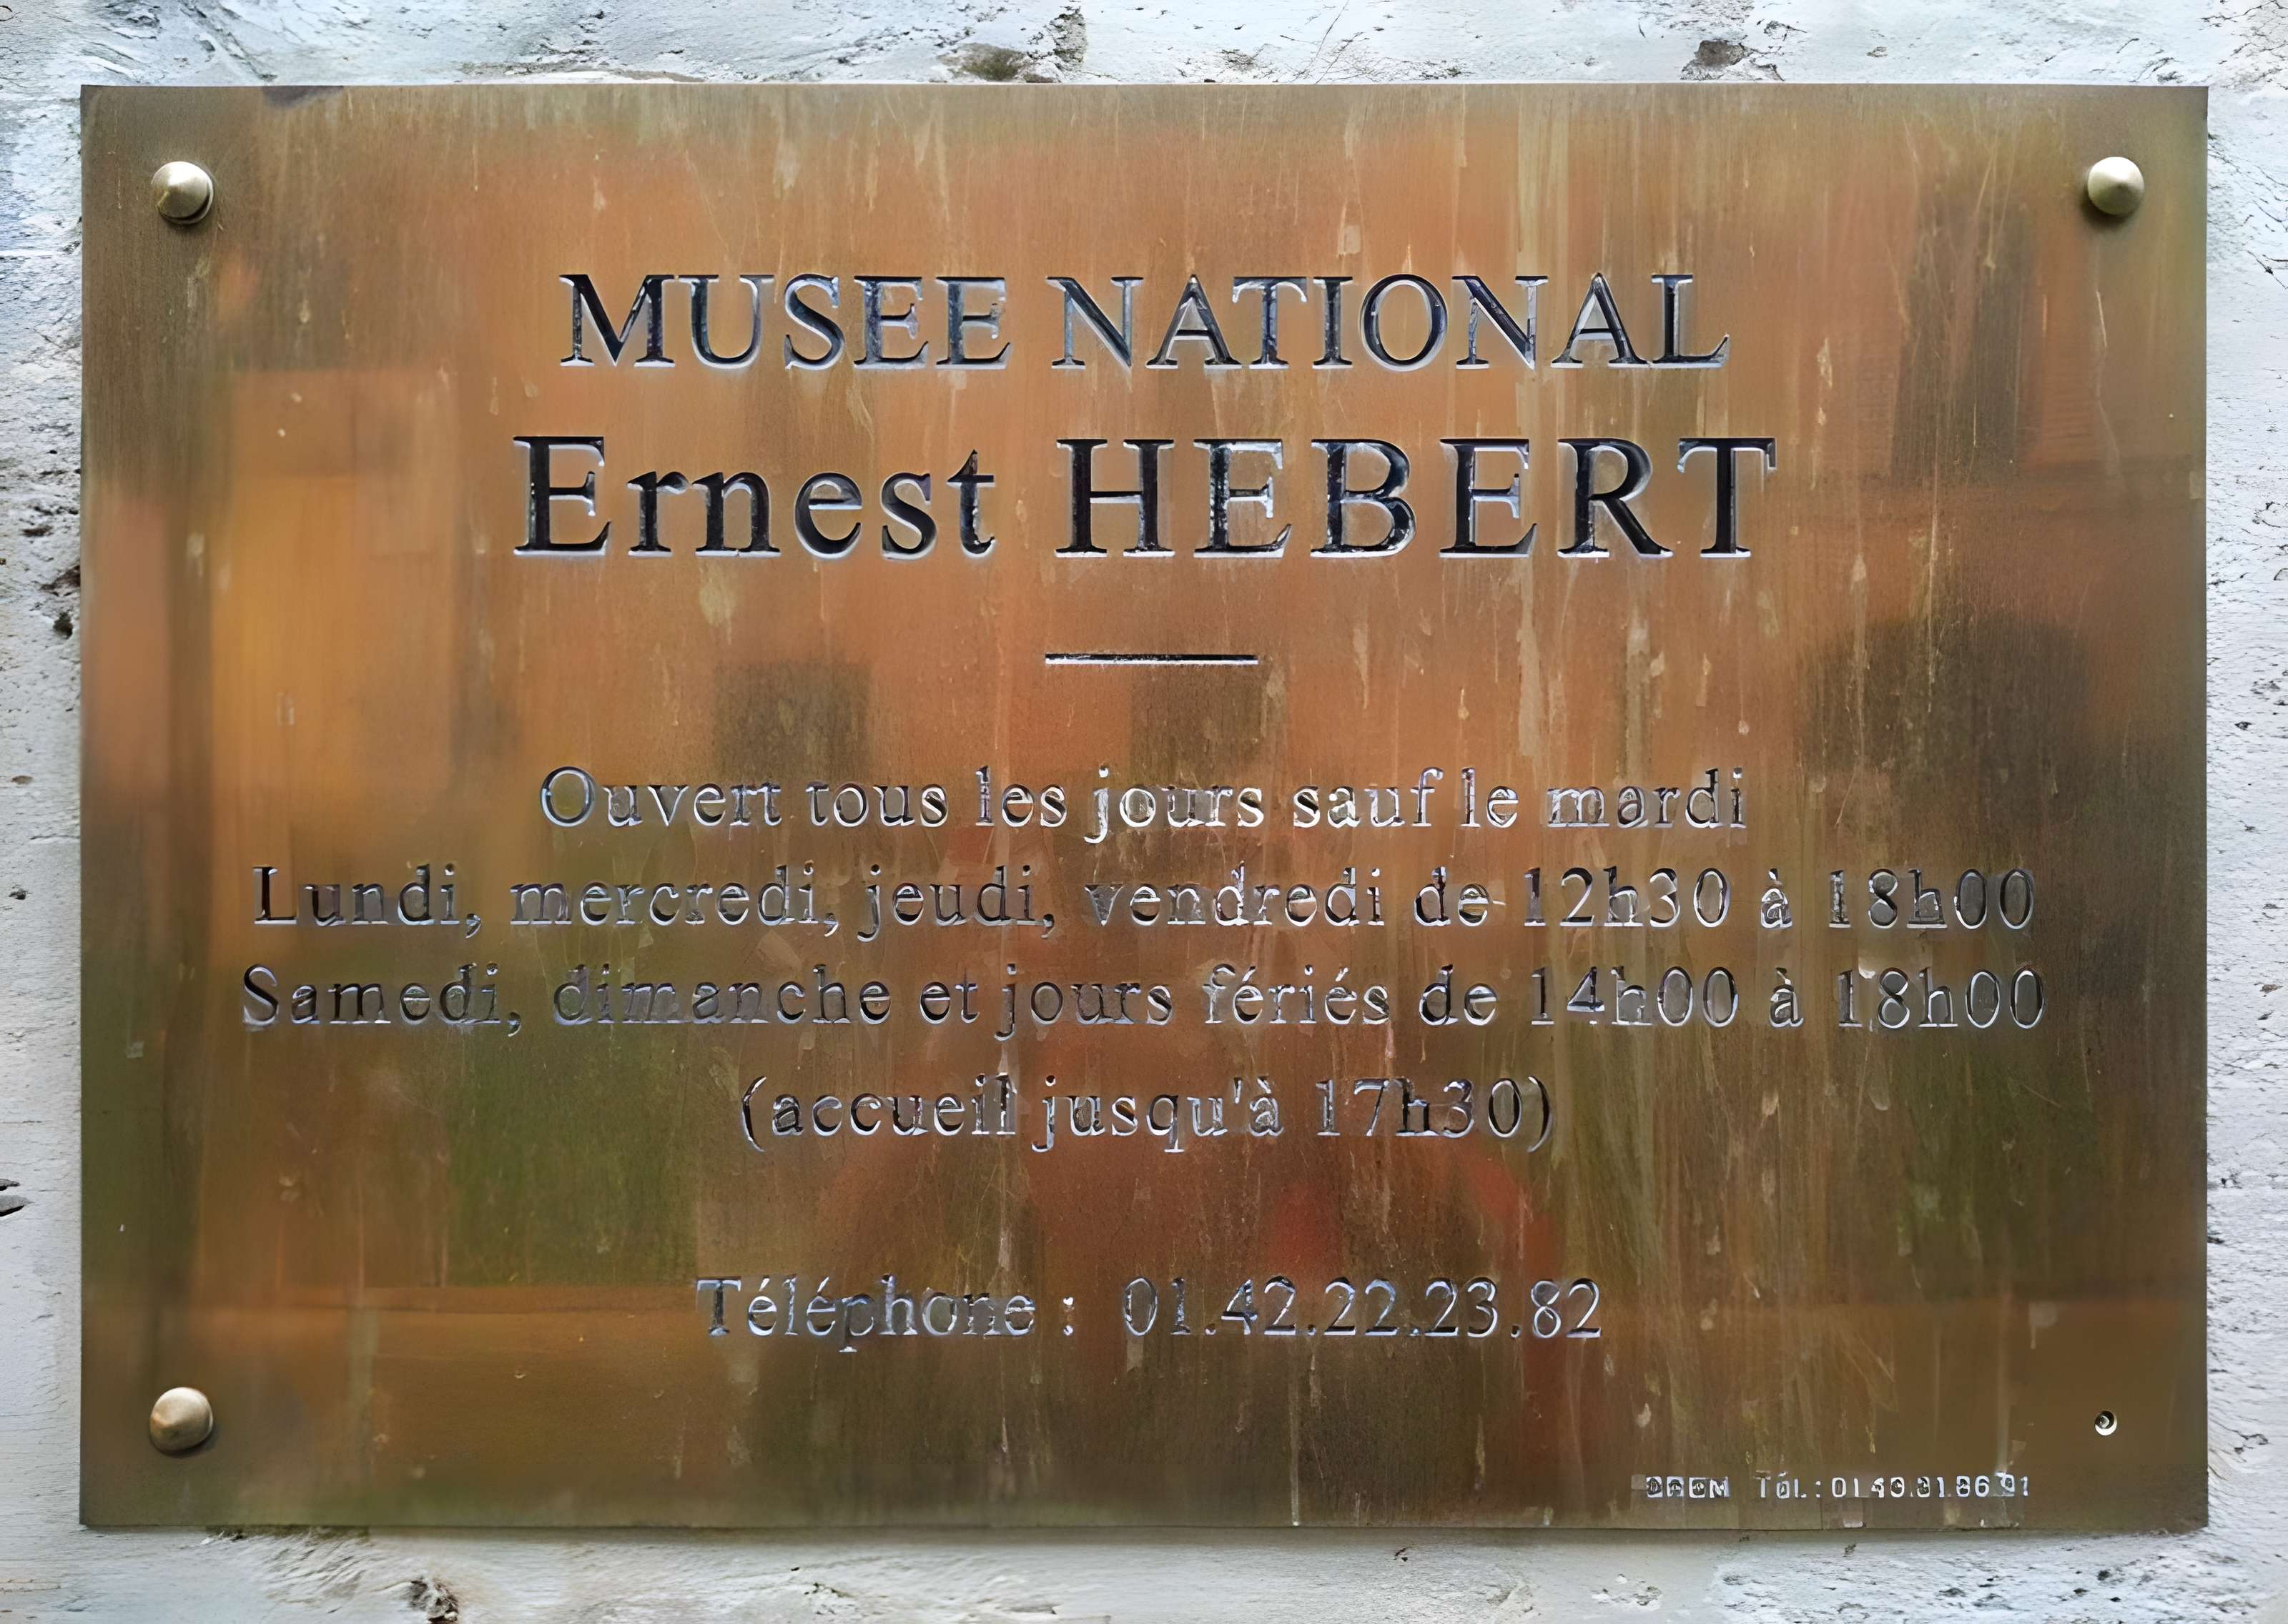 MUSEE NATIONAL
Ernest HEBERT
Ouvert tous les jours sauf le mardi
Lundi, mercredi, jeudi, vendredi de 12h30 à 18h00
Samedi, dimanche et jours fériés de 14h00 à 18h00
(accueil jusqu'à 17h30)
Téléphone : 01.42.22.23.82